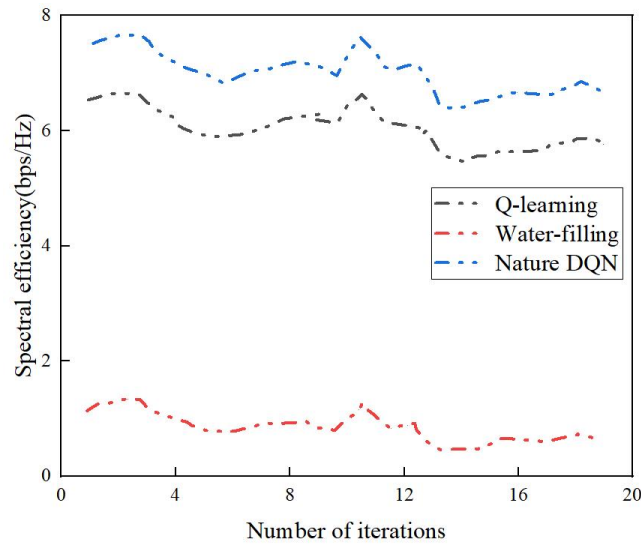 8
6
4
2
0
Spectral efficiency(bps/Hz)
Q-learning
Water-filling
Nature DQN
0 4 8 12 16 20
Number of iterations